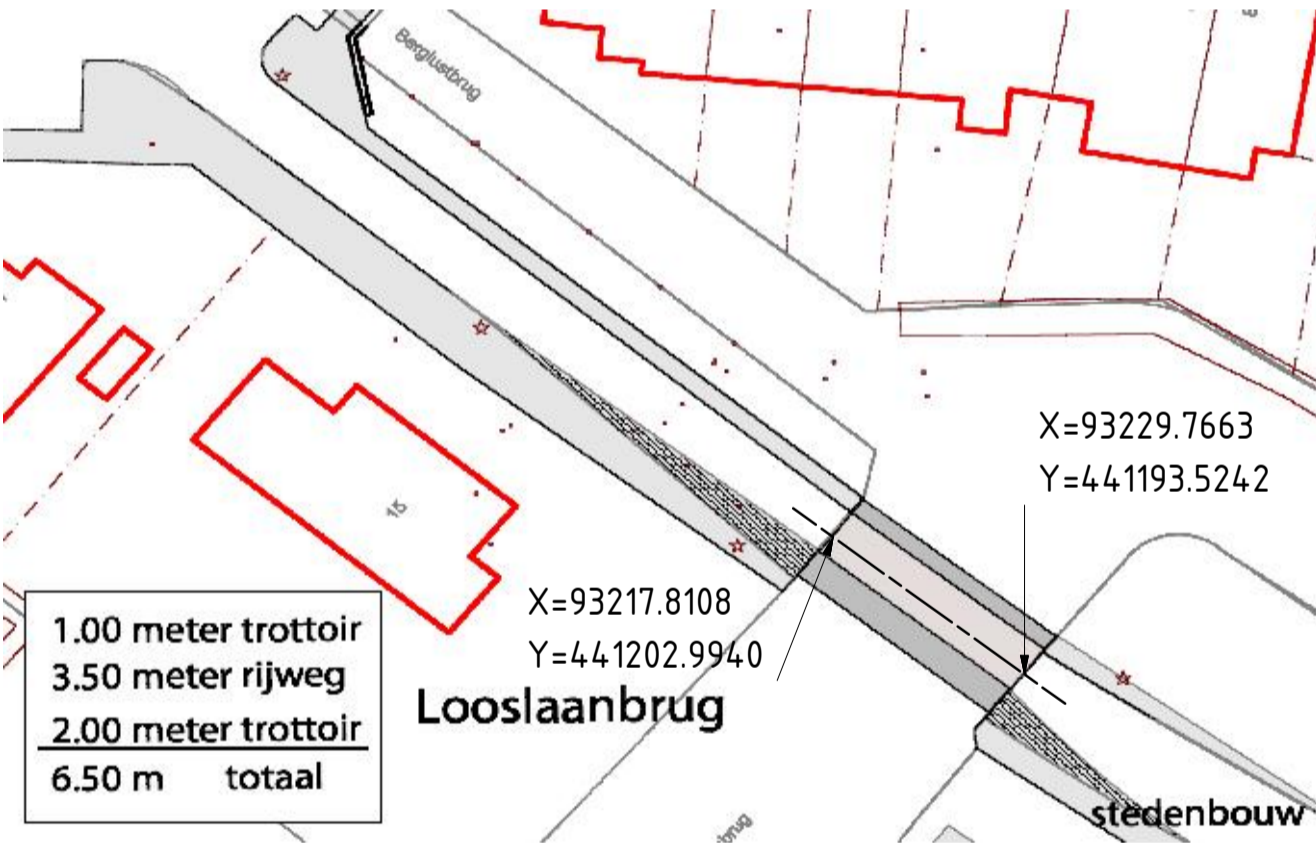 Berglustbrug
X=93229.7663
Y=441193.5242
15
X=93217.8108
Y=441202.9940
1.00 meter trottoir
3.50 meter rijweg
2.00 meter trottoir
6.50 m totaal
Looslaanbrug
stedenbouw